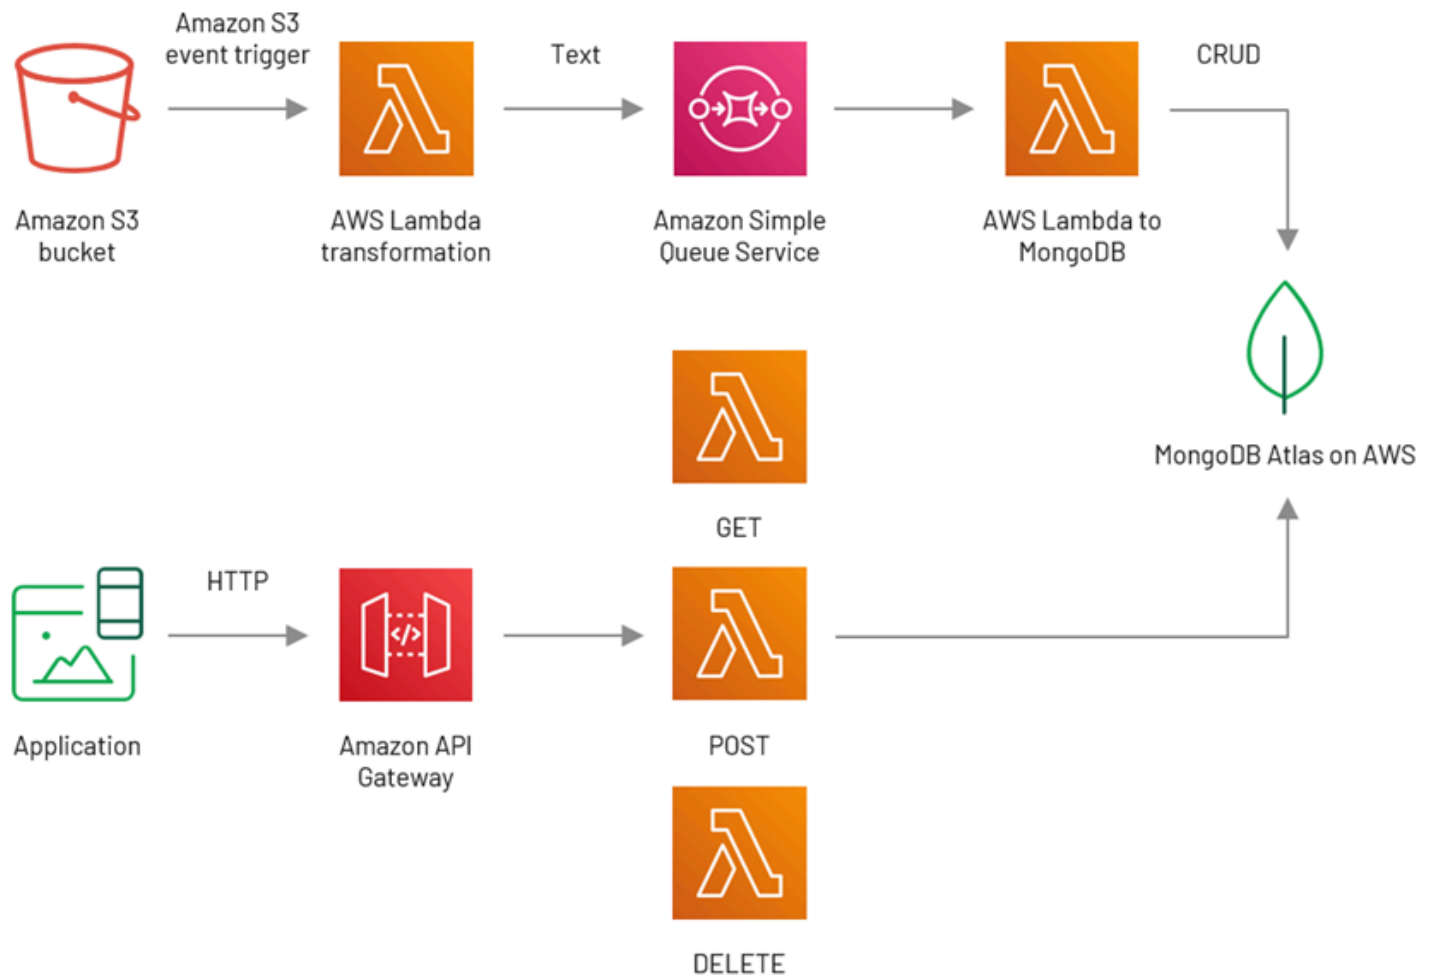 Amazon S3
event trigger
Text
CRUD
Amazon S3
bucket
AWS Lambda
transformation
Amazon Simple
Queue Service
AWS Lambda to
MongoDB
MongoDB Atlas on AWS
GET
HTTP
</>
Application
Amazon API
Gateway
POST
DELETE